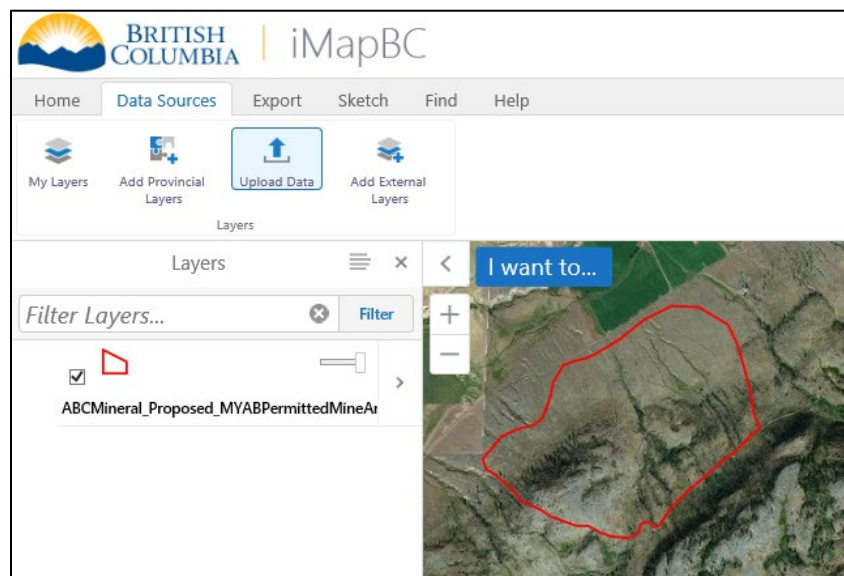 BRITISH
COLUMBIA
iMapBC
Home Data Sources Export Sketch Find Help
My Layers Add Provincial Upload Data Add External
Layers Layers
Layers
Layers
I want to...
Filter Layers... Filter
ABCMineral_Proposed_MYABPermittedMineAr